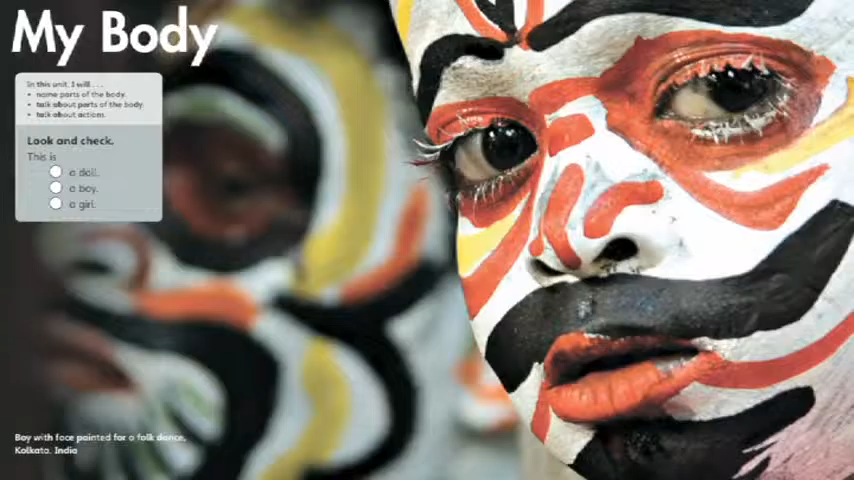 My Body
In this unit, I will . . .
• name parts of the body.
• talk about parts of the body.
• talk about actions.
Look and check.
This is
a doll.
a boy.
a girl.
Boy with face painted for a folk dance,
Kolkata, India